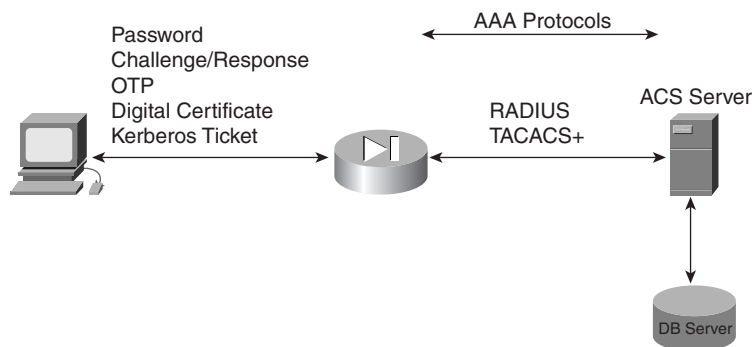 AAA Protocols
Password
Challenge/Response
OTP
Digital Certificate
Kerberos Ticket
RADIUS
TACACS+
ACS Server
DB Server